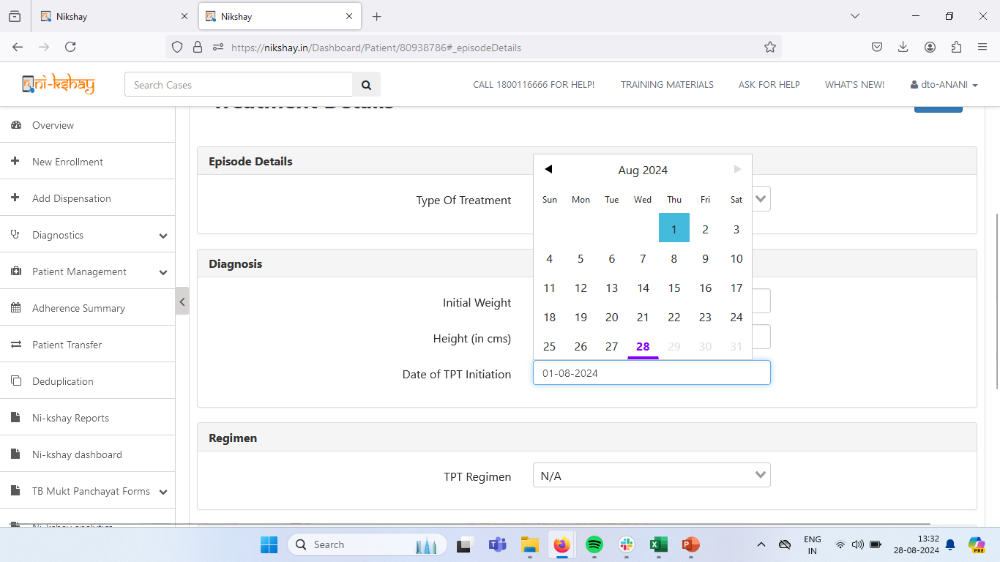 Nikshay
Nikshay
https://nikshay.in/Dashboard/Patient/80938786#_episodeDetails
ni-kshay
Search Cases
CALL 1800116666 FOR HELP!
TRAINING MATERIALS
ASK FOR HELP
WHAT'S NEW!
dto-ANANI
Overview
New Enrollment
Add Dispensation
Diagnostics
Patient Management
Adherence Summary
Patient Transfer
Deduplication
Ni-kshay Reports
Ni-kshay dashboard
TB Mukt Panchayat Forms
Ni-kshay analytics
Treatment Details
Episode Details
Type Of Treatment
Aug 2024
Sun Mon Tue Wed Thu Fri Sat
1 2 3
4 5 6 7 8 9 10
11 12 13 14 15 16 17
18 19 20 21 22 23 24
25 26 27 28 29 30 31
Diagnosis
Initial Weight
Height (in cms)
Date of TPT Initiation
01-08-2024
Regimen
TPT Regimen
N/A
Search
ENG
IN
13:32
28-08-2024
PRE